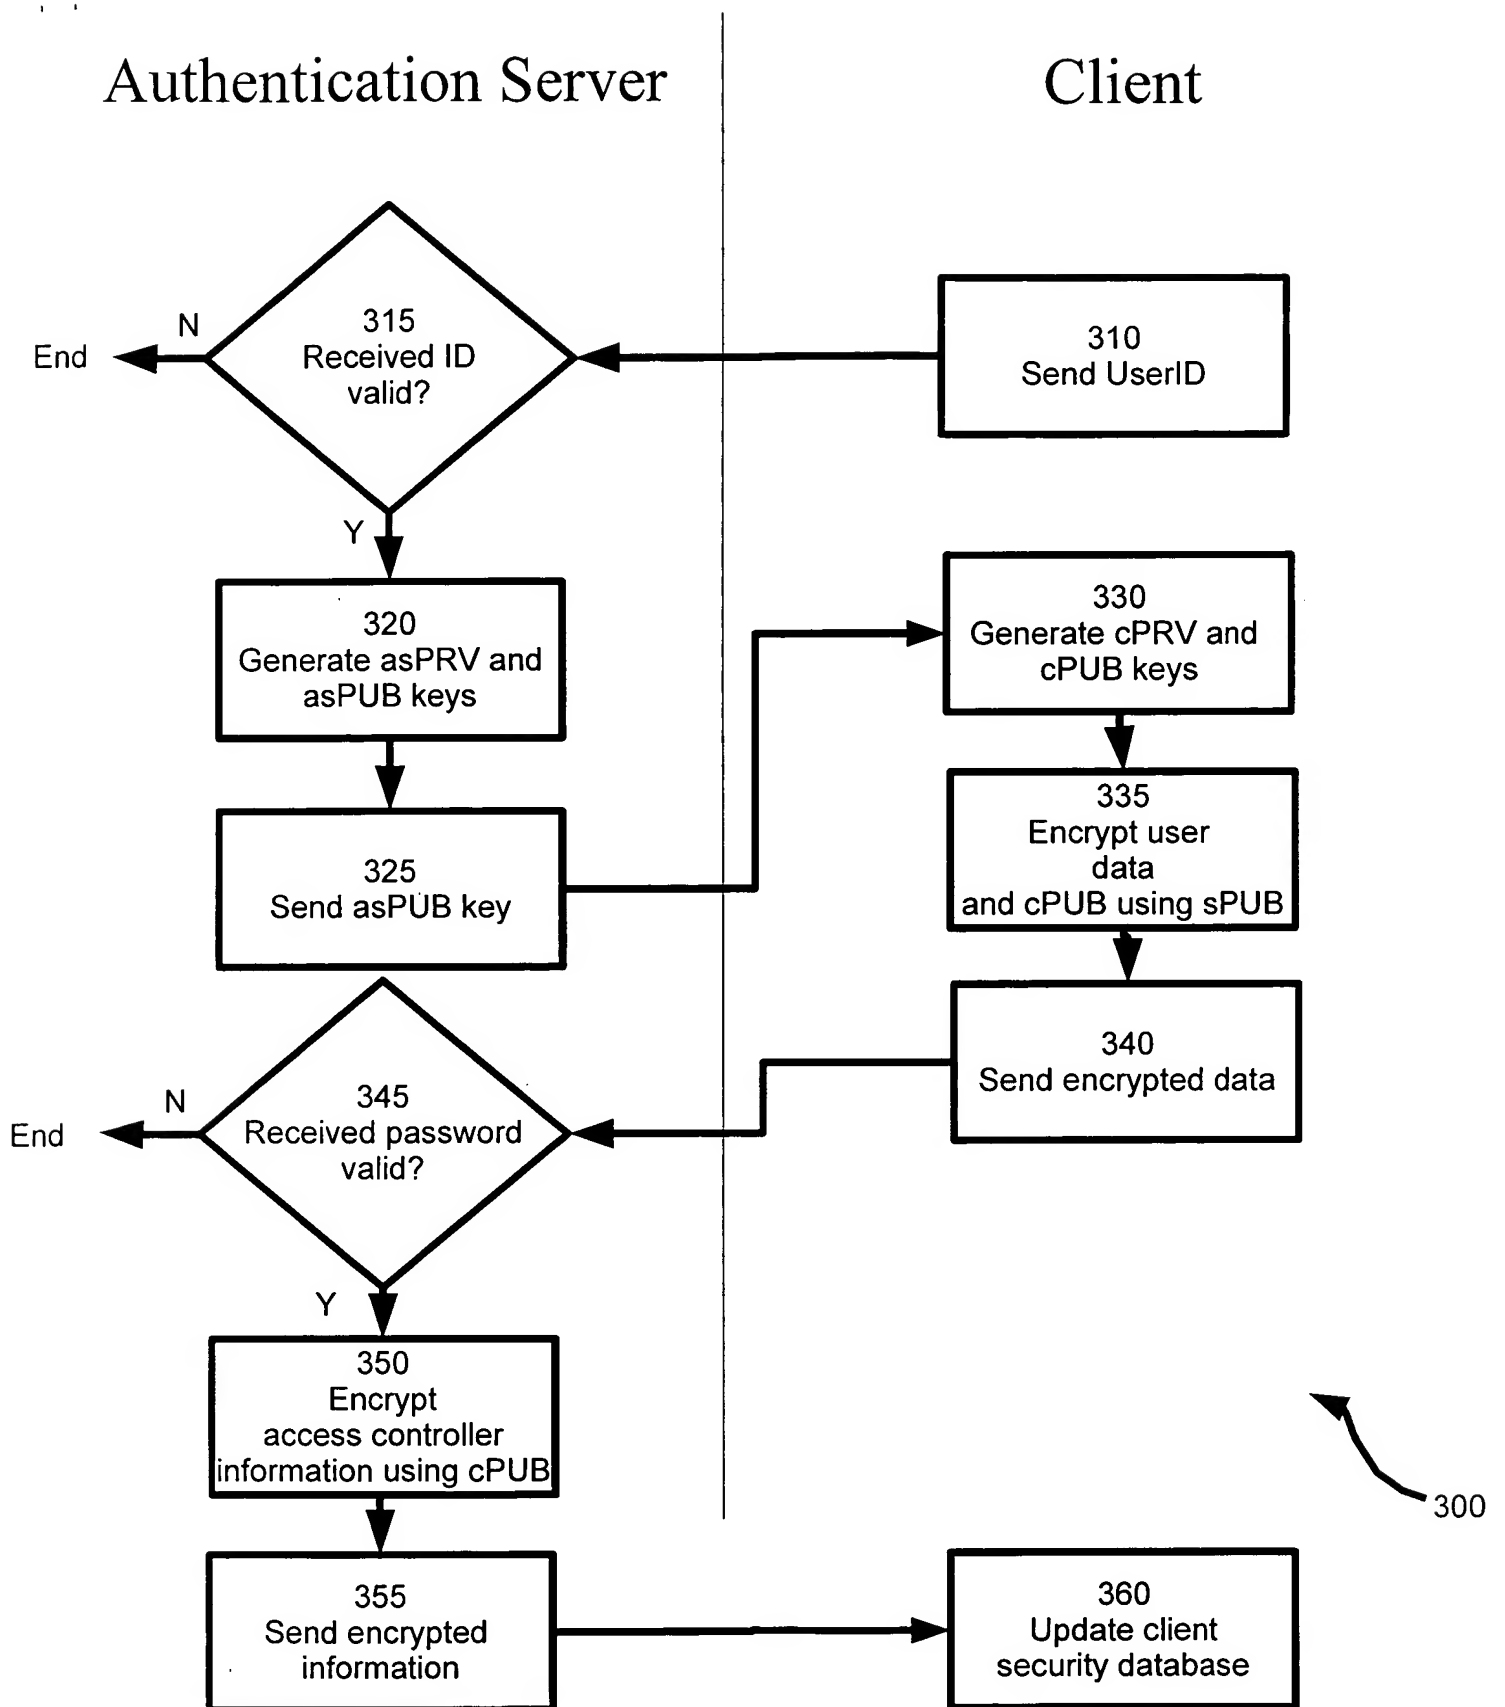 Authentication Server
Client
315
Received ID
valid?
N
End
310
Send UserID
Y
320
Generate asPRV and
asPUB keys
330
Generate cPRV and
cPUB keys
325
Send asPUB key
335
Encrypt user
data
and cPUB using sPUB
340
Send encrypted data
345
Received password
valid?
N
End
Y
350
Encrypt
access controller
information using cPUB
300
355
Send encrypted
information
360
Update client
security database